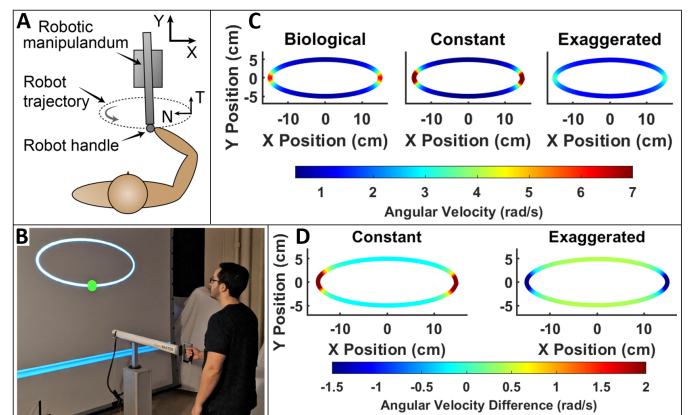 A
Robotic
manipulandum
Y
X
Robot
trajectory
T
N
Robot handle
B
C
Biological
Constant
Exaggerated
Y Position (cm)
5
0
-5
-10 0 10
-10 0 10
-10 0 10
X Position (cm)
X Position (cm)
X Position (cm)
1 2 3 4 5 6 7
Angular Velocity (rad/s)
D
Constant
Exaggerated
Y Position (cm)
5
0
-5
5
0
-5
-10 0 10
-10 0 10
X Position (cm)
X Position (cm)
-1.5 -1 -0.5 0 0.5 1 1.5 2
Angular Velocity Difference (rad/s)